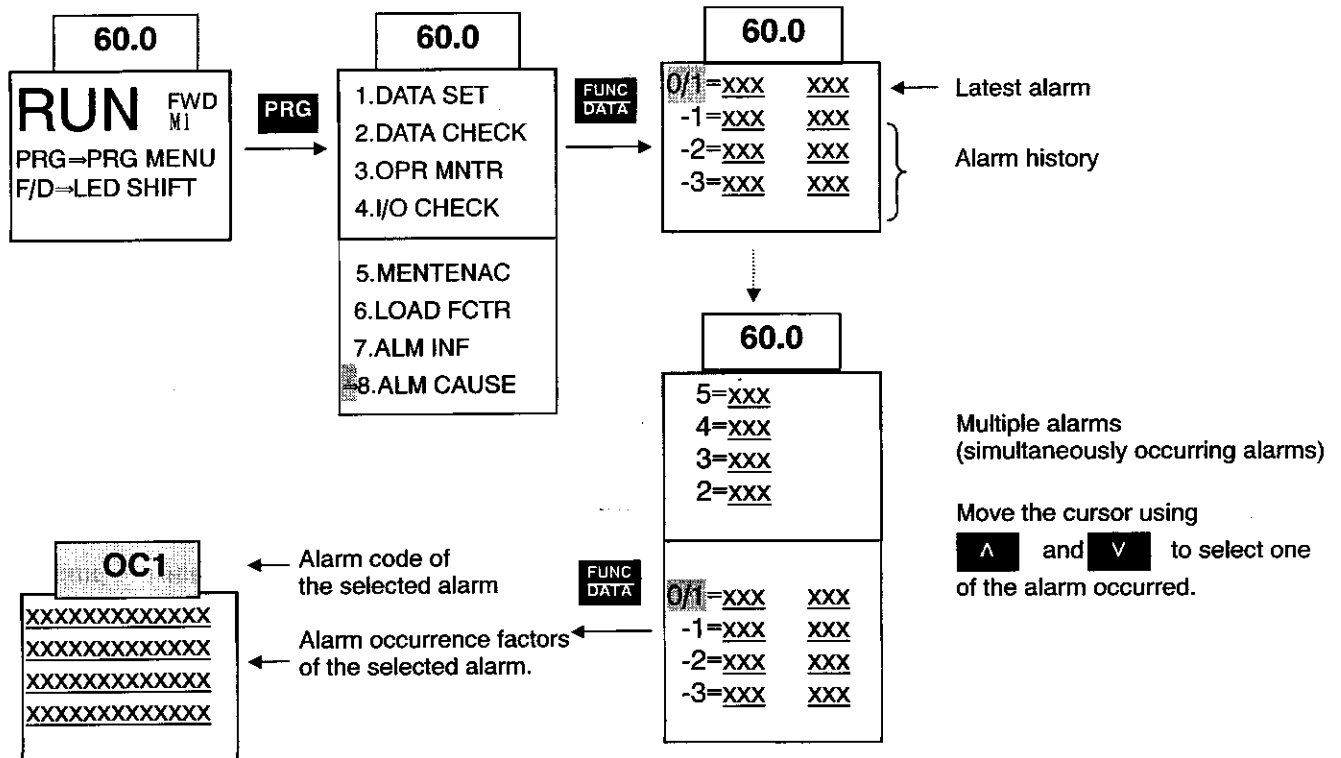 60.0
RUN FWD
M1
PRG⇒PRG MENU
F/D⇒LED SHIFT
PRG
60.0
1.DATA SET
2.DATA CHECK
3.OPR MNTR
4.I/O CHECK
5.MENTENAC
6.LOAD FCTR
7.ALM INF
⇒8.ALM CAUSE
FUNC
DATA
60.0
0/1=xxx xxx
-1=xxx xxx
-2=xxx xxx
-3=xxx xxx
Latest alarm
Alarm history
60.0
5=xxx
4=xxx
3=xxx
2=xxx
0/1=xxx xxx
-1=xxx xxx
-2=xxx xxx
-3=xxx xxx
Multiple alarms
(simultaneously occurring alarms)
Move the cursor using
∧ and ∨ to select one
of the alarm occurred.
FUNC
DATA
OC1
xxxxxxxxxxxxx
xxxxxxxxxxxxx
xxxxxxxxxxxxx
xxxxxxxxxxxxx
Alarm code of
the selected alarm
Alarm occurrence factors
of the selected alarm.